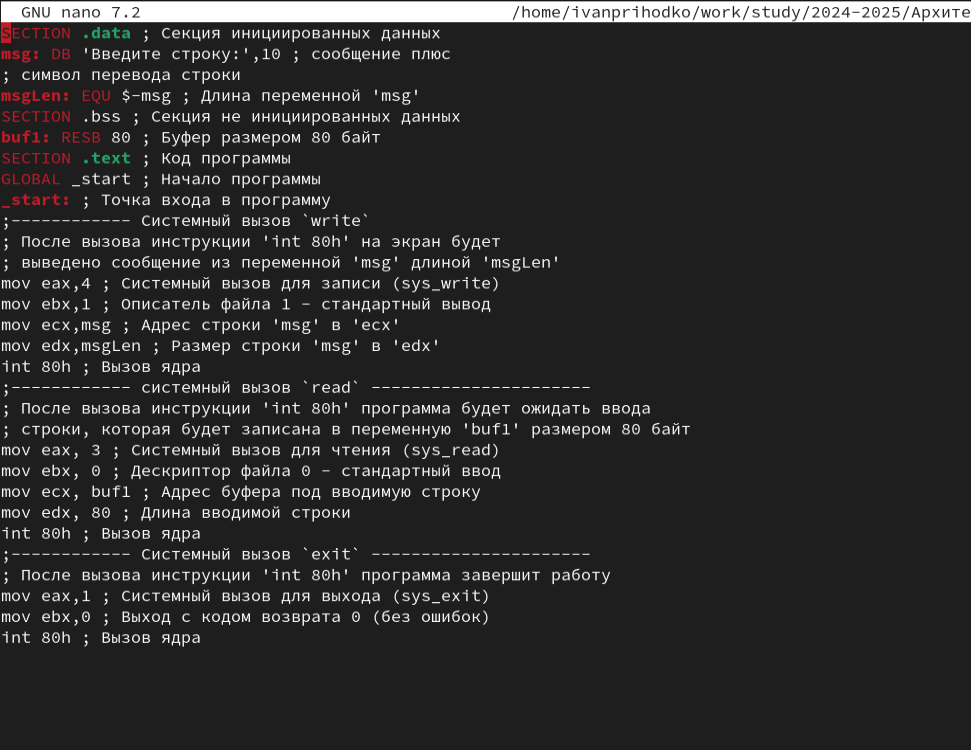 GNU nano 7.2 /home/ivanprihodko/work/study/2024-2025/Архите
SECTION .data ; Секция инициированных данных
msg: DB 'Введите строку:',10 ; сообщение плюс
; символ перевода строки
msgLen: EQU $-msg ; Длина переменной 'msg'
SECTION .bss ; Секция не инициированных данных
buf1: RESB 80 ; Буфер размером 80 байт
SECTION .text ; Код программы
GLOBAL _start ; Начало программы
_start: ; Точка входа в программу
;------------ Системный вызов `write`
; После вызова инструкции 'int 80h' на экран будет
; выведено сообщение из переменной 'msg' длиной 'msgLen'
mov eax,4 ; Системный вызов для записи (sys_write)
mov ebx,1 ; Описатель файла 1 - стандартный вывод
mov ecx,msg ; Адрес строки 'msg' в 'ecx'
mov edx,msgLen ; Размер строки 'msg' в 'edx'
int 80h ; Вызов ядра
;------------ системный вызов `read` ----------------------
; После вызова инструкции 'int 80h' программа будет ожидать ввода
; строки, которая будет записана в переменную 'buf1' размером 80 байт
mov eax, 3 ; Системный вызов для чтения (sys_read)
mov ebx, 0 ; Дескриптор файла 0 - стандартный ввод
mov ecx, buf1 ; Адрес буфера под вводимую строку
mov edx, 80 ; Длина вводимой строки
int 80h ; Вызов ядра
;------------ Системный вызов `exit` ----------------------
; После вызова инструкции 'int 80h' программа завершит работу
mov eax,1 ; Системный вызов для выхода (sys_exit)
mov ebx,0 ; Выход с кодом возврата 0 (без ошибок)
int 80h ; Вызов ядра